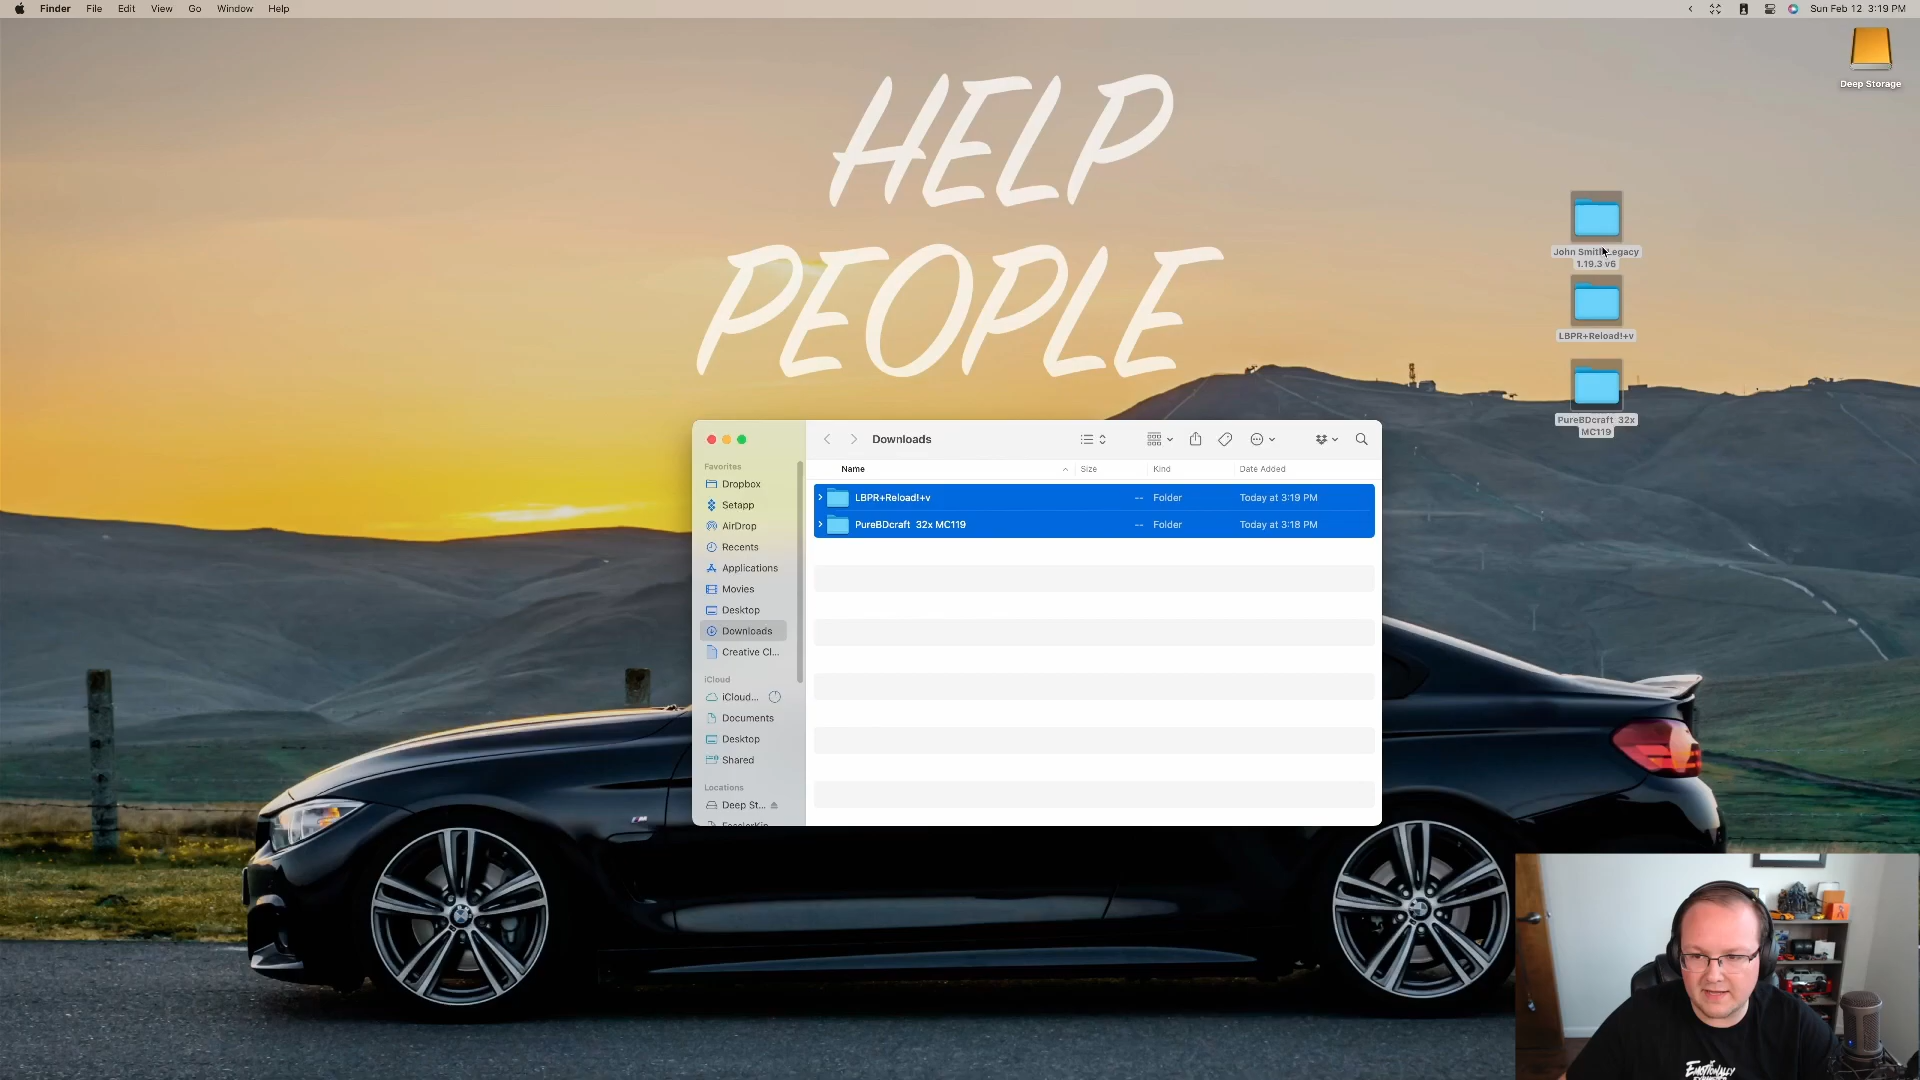 Finder File Edit View Go Window Help
Sun Feb 12 3:19 PM
Deep Storage
HELP
PEOPLE
John Smith Legacy
1.19.3 v6
LBPR+Reload!+v
PureBDcraft 32x
MC119
Downloads
Name Size Kind Date Added
LBPR+Reload!+v -- Folder Today at 3:19 PM
PureBDcraft 32x MC119 -- Folder Today at 3:18 PM
Favorites
Dropbox
Setapp
AirDrop
Recents
Applications
Movies
Desktop
Downloads
Creative Cl...
iCloud
iCloud...
Documents
Desktop
Shared
Locations
Deep St...
EMOTIONALLY